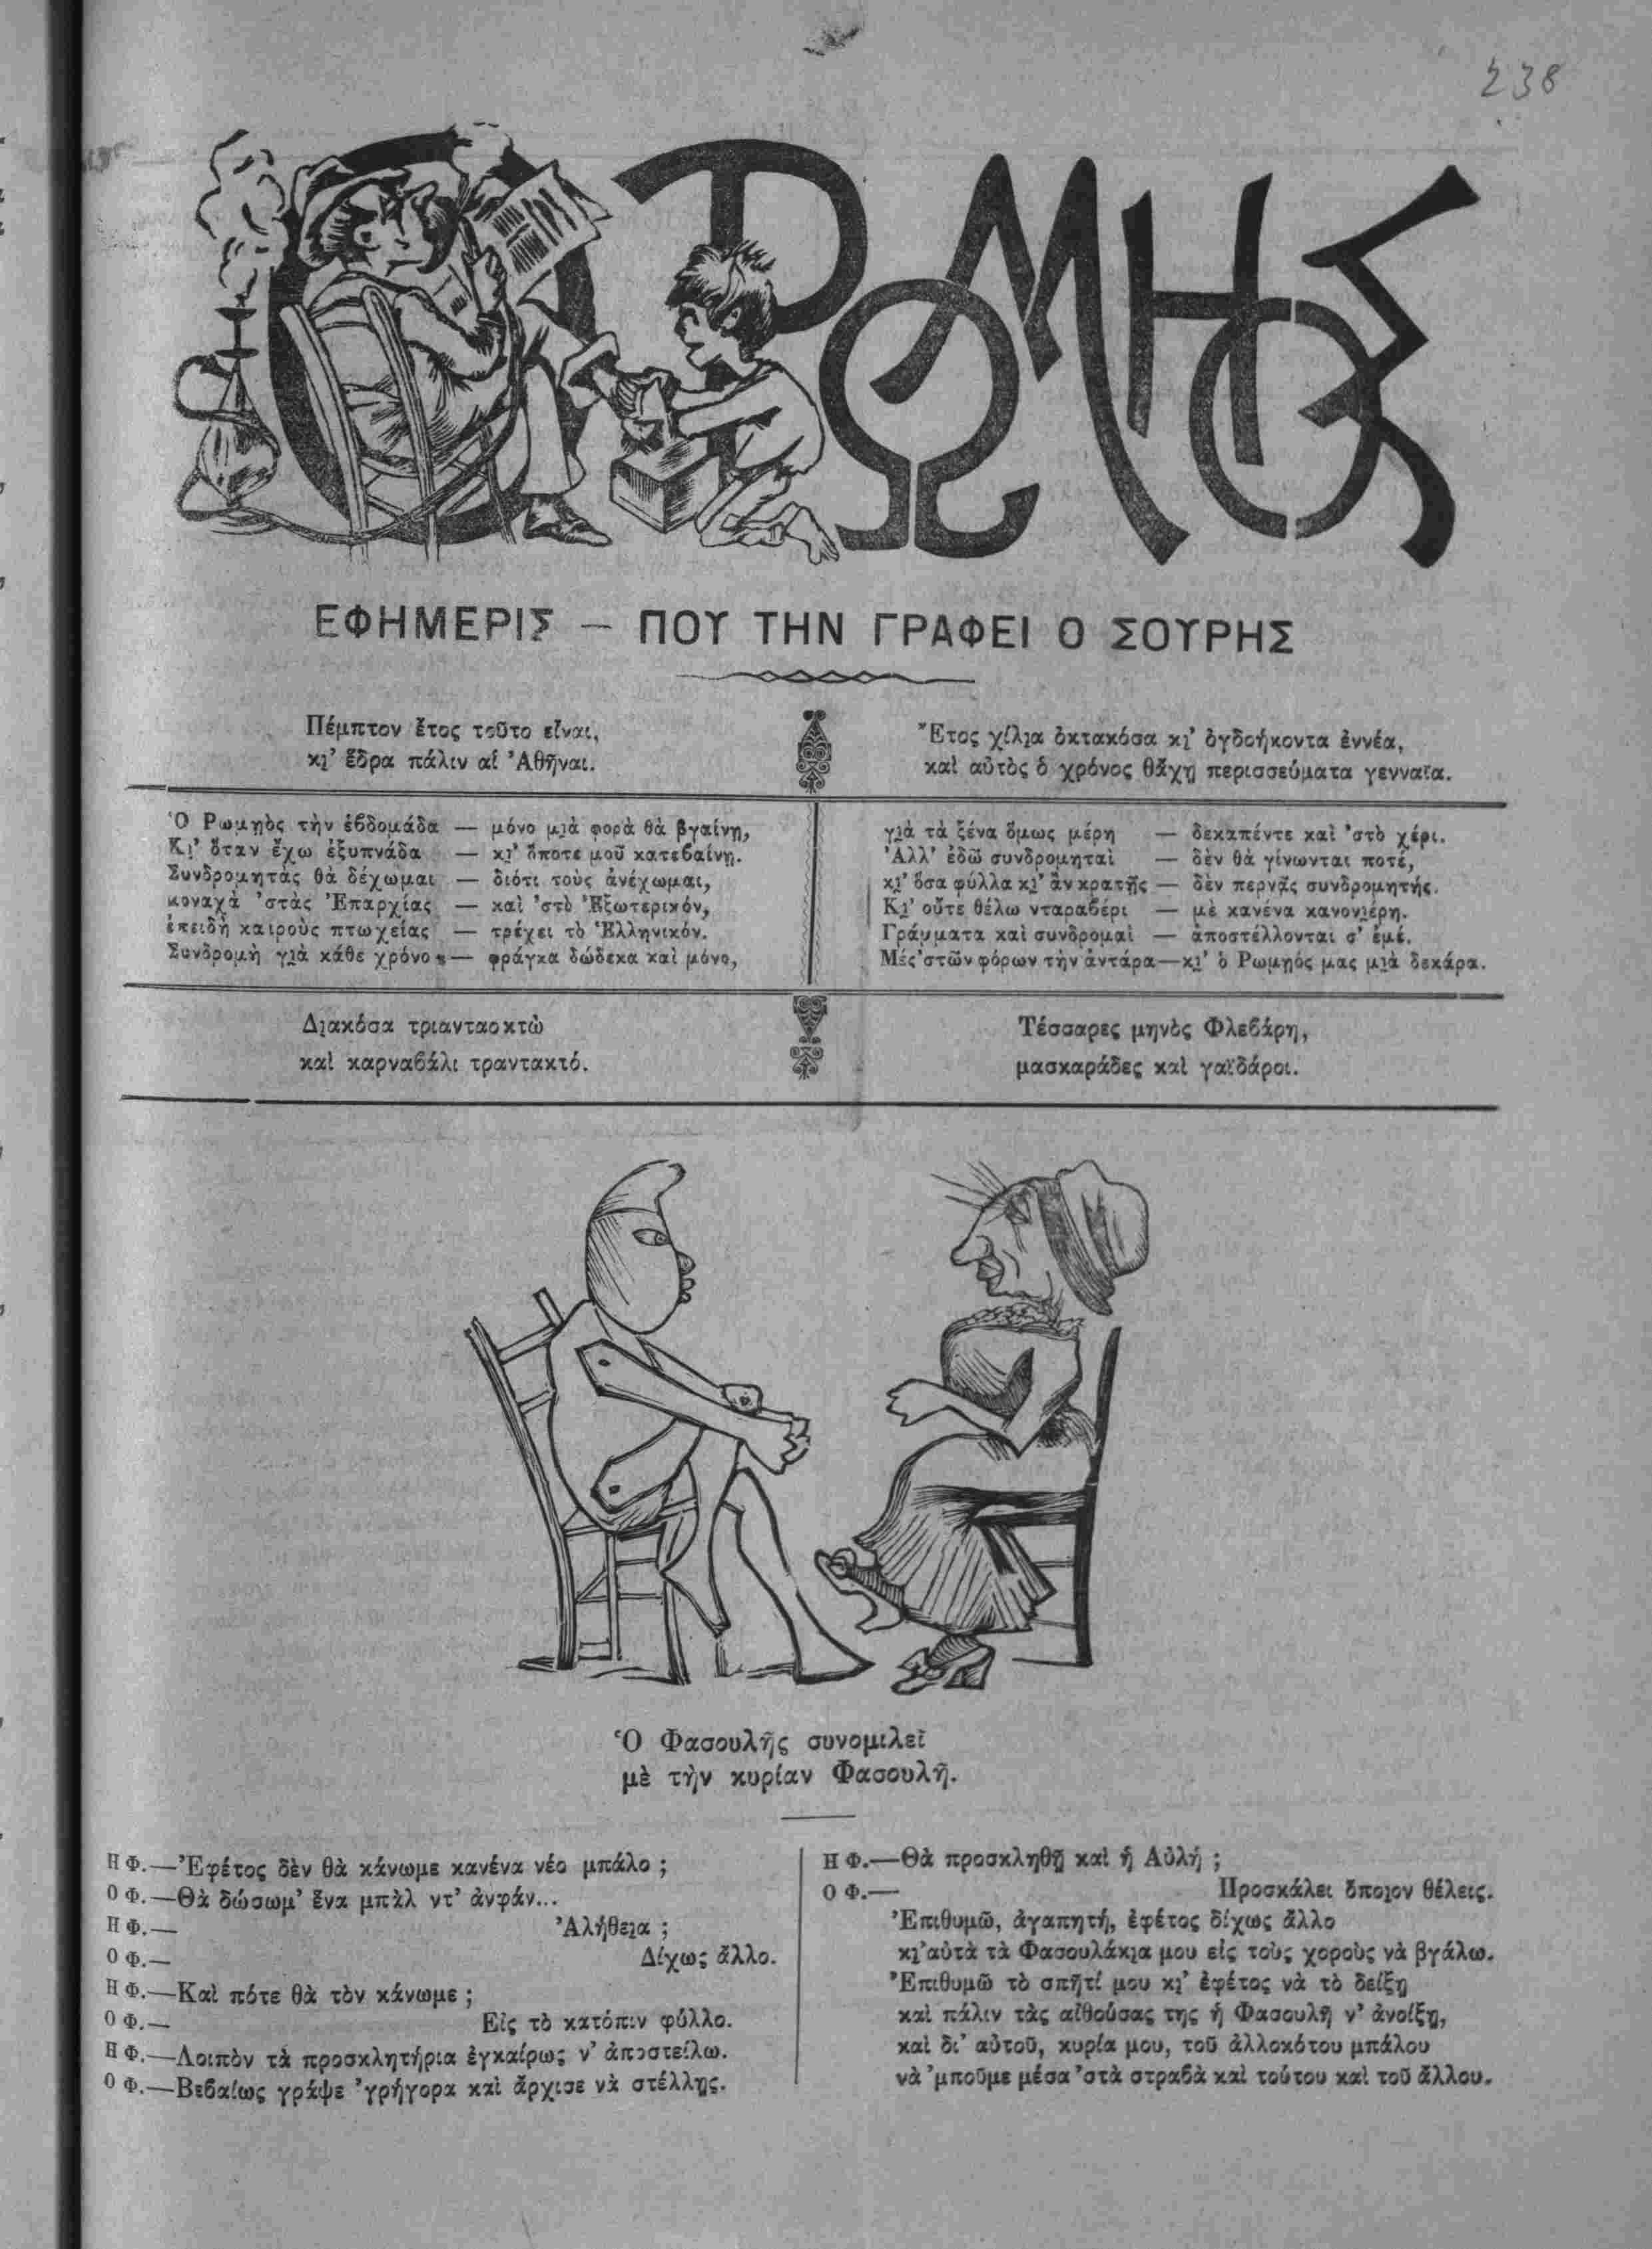 238
Ο ΡΩΜΗΟΣ
ΕΦΗΜΕΡΙΣ — ΠΟΥ ΤΗΝ ΓΡΑΦΕΙ Ο ΣΟΥΡΗΣ
Πέμπτον ἔτος τοῦτο εἶναι,
κι’ ἕδρα πάλιν αἱ Ἀθῆναι.
Ἔτος χίλια ὀκτακόσα κι’ ὀγδοήκοντα ἐννέα,
καὶ αὐτὸς ὁ χρόνος θἄχῃ περισσεύματα γενναῖα.
Ὁ Ρωμῃὸς τὴν ἑβδομάδα — μόνο μιὰ φορὰ θὰ βγαίνῃ,
Κι’ ὅταν ἔχω ἐξυπνάδα — κι’ ὅποτε μοῦ κατεβαίνῃ.
Συνδρομητὰς θὰ δέχωμαι — διότι τοὺς ἀνέχωμαι,
μοναχὰ ’στὰς Ἐπαρχίας — καὶ ’στὸ Ἐξωτερικόν,
ἐπειδὴ καιροὺς πτωχείας — τρέχει τὸ Ἑλληνικόν.
Συνδρομὴ γιὰ κάθε χρόνο — φράγκα δώδεκα καὶ μόνο,
γιὰ τὰ ξένα ὅμως μέρη — δεκαπέντε καὶ ’στὸ χέρι.
Ἀλλ’ ἐδῶ συνδρομηταὶ — δὲν θὰ γίνωνται ποτέ,
κι’ ὅσα φύλλα κι’ ἂν κρατῇς — δὲν περνᾷς συνδρομητής.
Κι’ οὔτε θέλω νταραβέρι — μὲ κανένα κανονιέρη.
Γράμματα καὶ συνδρομαὶ — ἀποστέλλονται σ’ ἐμέ.
Μές ’στῶν φόρων τὴν ἀντάρα — κι’ ὁ Ρωμῃός μας μιὰ δεκάρα.
Διακόσα τριανταοκτὼ
καὶ καρναβάλι τραντακτό.
Τέσσαρες μηνὸς Φλεβάρη,
μασκαράδες καὶ γαϊδάροι.
Ὁ Φασουλῆς συνομιλεῖ
μὲ τὴν κυρίαν Φασουλῆ.
Η Φ.—Ἐφέτος δὲν θὰ κάνωμε κανένα νέο μπάλο ;
Ο Φ.—Θὰ δώσωμ’ ἕνα μπὰλ ντ’ ἀνφάν...
Η Φ.— Ἀλήθεια ;
Ο Φ.— Δίχως ἄλλο.
Η Φ.—Καὶ πότε θὰ τὸν κάνωμε ;
Ο Φ.— Εἰς τὸ κατόπιν φύλλο.
Η Φ.—Λοιπὸν τὰ προσκλητήρια ἐγκαίρως ν’ ἀποστείλω.
Ο Φ.—Βεβαίως γράψε ’γρήγορα καὶ ἄρχισε νὰ στέλλῃς.
Η Φ.—Θὰ προσκληθῇ καὶ ἡ Αὐλή ;
Ο Φ.— Προσκάλει ὅποιον θέλεις.
Ἐπιθυμῶ, ἀγαπητή, ἐφέτος δίχως ἄλλο
κι’ αὐτὰ τὰ Φασουλάκια μου εἰς τοὺς χοροὺς νὰ βγάλω.
Ἐπιθυμῶ τὸ σπῆτί μου κι’ ἐφέτος νὰ τὸ δείξῃ
καὶ πάλιν τὰς αἰθούσας της ἡ Φασουλῆ ν’ ἀνοίξῃ,
καὶ δι’ αὐτοῦ, κυρία μου, τοῦ ἀλλοκότου μπάλου
νὰ ’μποῦμε μέσα ’στὰ στραβὰ καὶ τούτου καὶ τοῦ ἄλλου.